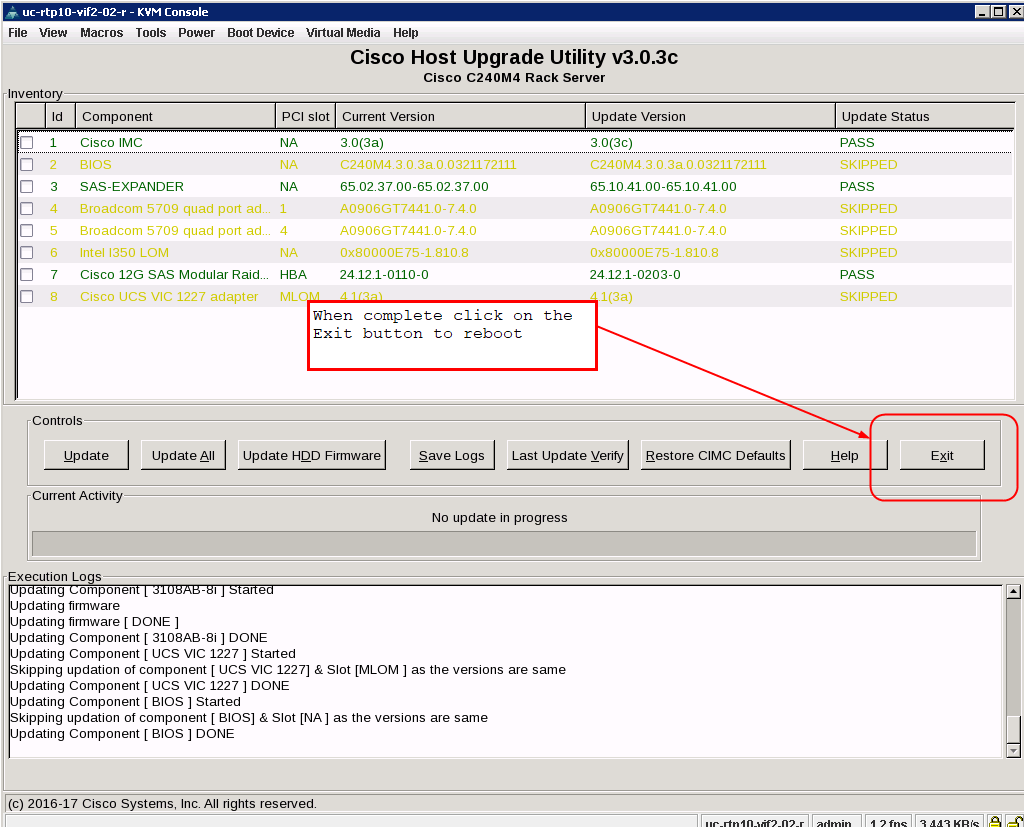 uc-rtp10-vif2-02-r - KVM Console
File View Macros Tools Power Boot Device Virtual Media Help
Cisco Host Upgrade Utility v3.0.3c
Cisco C240M4 Rack Server
Inventory
Id Component PCI slot Current Version Update Version Update Status
1 Cisco IMC NA 3.0(3a) 3.0(3c) PASS
2 BIOS NA C240M4.3.0.3a.0.0321172111 C240M4.3.0.3a.0.0321172111 SKIPPED
3 SAS-EXPANDER NA 65.02.37.00-65.02.37.00 65.10.41.00-65.10.41.00 PASS
4 Broadcom 5709 quad port ad... 1 A0906GT7441.0-7.4.0 A0906GT7441.0-7.4.0 SKIPPED
5 Broadcom 5709 quad port ad... 4 A0906GT7441.0-7.4.0 A0906GT7441.0-7.4.0 SKIPPED
6 Intel I350 LOM NA 0x80000E75-1.810.8 0x80000E75-1.810.8 SKIPPED
7 Cisco 12G SAS Modular Raid... HBA 24.12.1-0110-0 24.12.1-0203-0 PASS
8 Cisco UCS VIC 1227 adapter MLOM 4.1(3a) 4.1(3a) SKIPPED
When complete click on the
Exit button to reboot
Controls
Update Update All Update HDD Firmware Save Logs Last Update Verify Restore CIMC Defaults Help Exit
Current Activity
No update in progress
Execution Logs
Updating Component [ 3108AB-8i ] Started
Updating firmware
Updating firmware [ DONE ]
Updating Component [ 3108AB-8i ] DONE
Updating Component [ UCS VIC 1227 ] Started
Skipping updation of component [ UCS VIC 1227] & Slot [MLOM ] as the versions are same
Updating Component [ UCS VIC 1227 ] DONE
Updating Component [ BIOS ] Started
Skipping updation of component [ BIOS] & Slot [NA ] as the versions are same
Updating Component [ BIOS ] DONE
(c) 2016-17 Cisco Systems, Inc. All rights reserved.
uc-rtp10-vif2-02-r admin 1.2 fps 3.443 KB/s